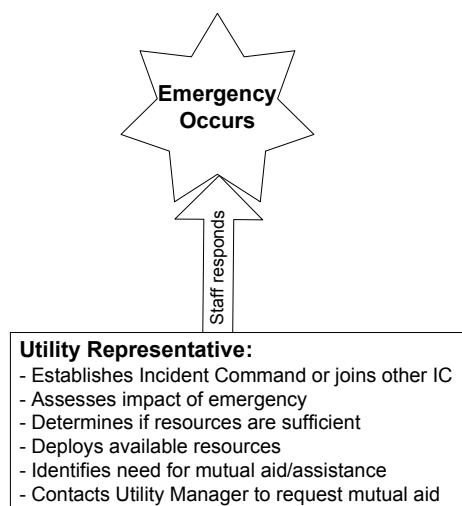 Emergency
Occurs
Staff responds
Utility Representative:
- Establishes Incident Command or joins other IC
- Assesses impact of emergency
- Determines if resources are sufficient
- Deploys available resources
- Identifies need for mutual aid/assistance
- Contacts Utility Manager to request mutual aid